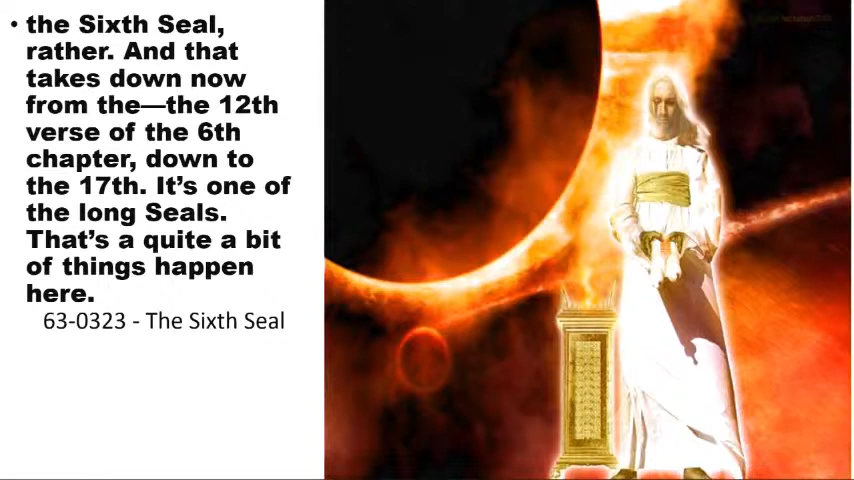 • the Sixth Seal,
rather. And that
takes down now
from the—the 12th
verse of the 6th
chapter, down to
the 17th. It’s one of
the long Seals.
That’s a quite a bit
of things happen
here.
63-0323 - The Sixth Seal